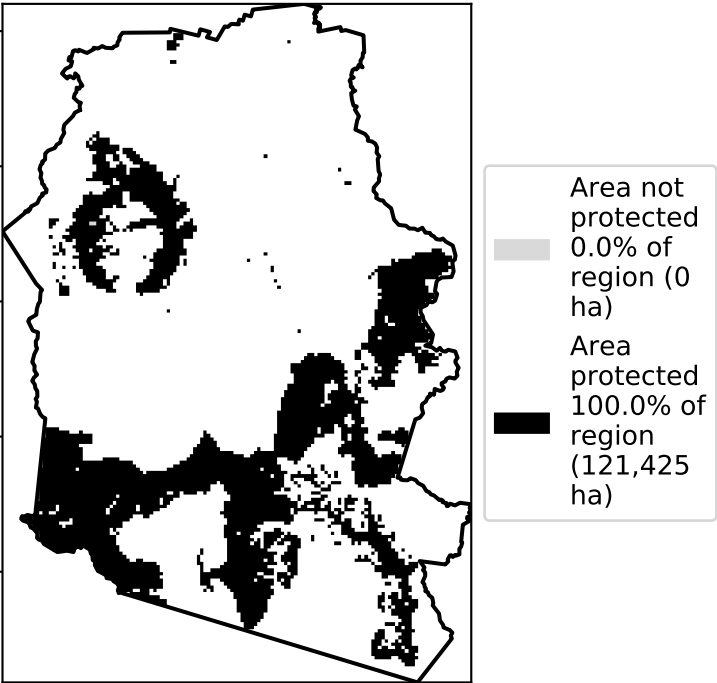 Area not
protected
0.0% of
region (0
ha)
Area
protected
100.0% of
region
(121,425
ha)